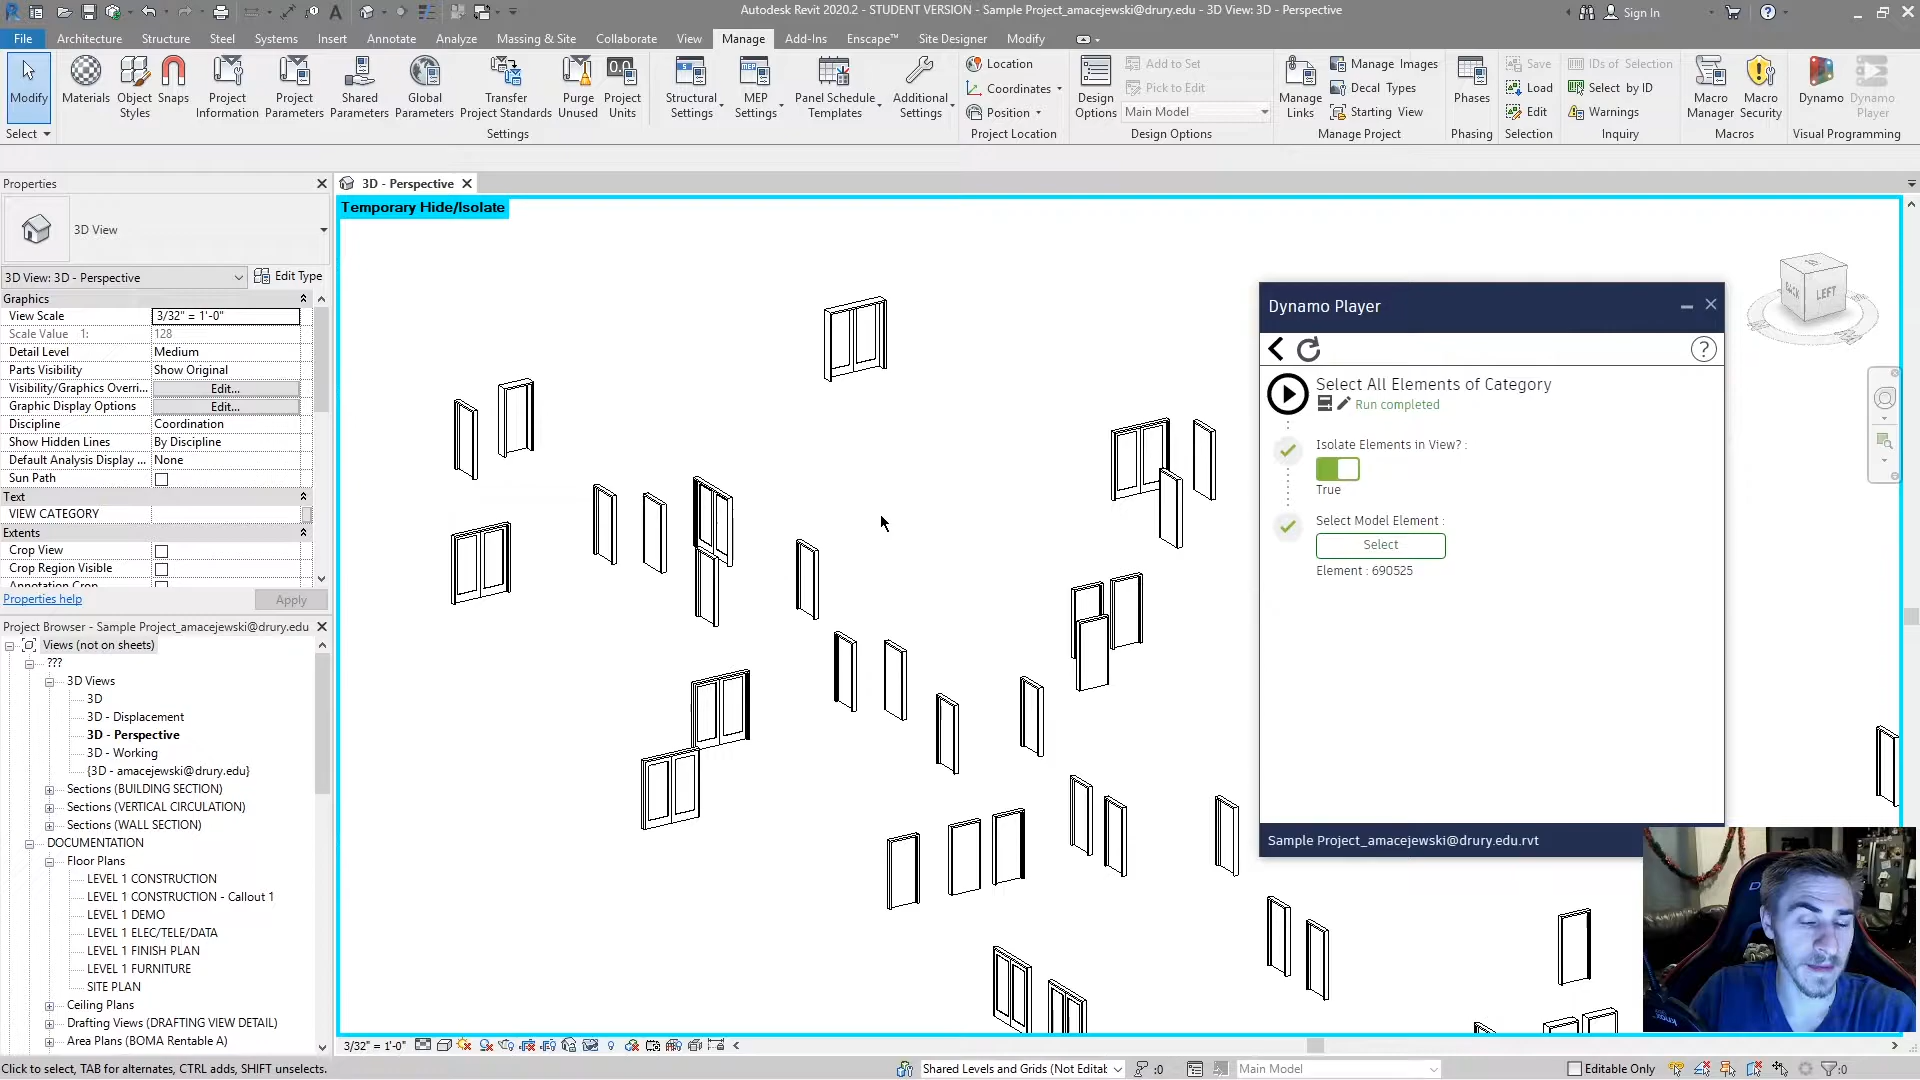 Autodesk Revit 2020.2 - STUDENT VERSION - Sample Project_amacejewski@drury.edu - 3D View: 3D - Perspective
Sign In
File Architecture Structure Steel Systems Insert Annotate Analyze Massing & Site Collaborate View Manage Add-Ins Enscape™ Site Designer Modify
Modify
Materials
Object Styles
Snaps
Project Information
Project Parameters
Shared Parameters
Global Parameters
Transfer Project Standards
Purge Unused
Project Units
Structural Settings
MEP Settings
Panel Schedule Templates
Additional Settings
Location
Coordinates
Position
Design Options
Add to Set
Pick to Edit
Main Model
Manage Links
Manage Images
Decal Types
Starting View
Phases
Save
Load
Edit
IDs of Selection
Select by ID
Warnings
Macro Manager
Macro Security
Dynamo
Dynamo Player
Select
Settings
Project Location
Design Options
Manage Project
Phasing
Selection
Inquiry
Macros
Visual Programming
Properties
3D View
3D View: 3D - Perspective
Edit Type
Graphics
View Scale 3/32" = 1'-0"
Scale Value 1: 128
Detail Level Medium
Parts Visibility Show Original
Visibility/Graphics Overri... Edit...
Graphic Display Options Edit...
Discipline Coordination
Show Hidden Lines By Discipline
Default Analysis Display ... None
Sun Path
Text
VIEW CATEGORY
Extents
Crop View
Crop Region Visible
Annotation Crop
Properties help
Apply
Project Browser - Sample Project_amacejewski@drury.edu
Views (not on sheets)
???
3D Views
3D
3D - Displacement
3D - Perspective
3D - Working
{3D - amacejewski@drury.edu}
Sections (BUILDING SECTION)
Sections (VERTICAL CIRCULATION)
Sections (WALL SECTION)
DOCUMENTATION
Floor Plans
LEVEL 1 CONSTRUCTION
LEVEL 1 CONSTRUCTION - Callout 1
LEVEL 1 DEMO
LEVEL 1 ELEC/TELE/DATA
LEVEL 1 FINISH PLAN
LEVEL 1 FURNITURE
SITE PLAN
Ceiling Plans
Drafting Views (DRAFTING VIEW DETAIL)
Area Plans (BOMA Rentable A)
3D - Perspective
Temporary Hide/Isolate
BACK
LEFT
Dynamo Player
Select All Elements of Category
Run completed
Isolate Elements in View? :
True
Select Model Element :
Select
Element : 690525
Sample Project_amacejewski@drury.edu.rvt
3/32" = 1'-0"
Click to select, TAB for alternates, CTRL adds, SHIFT unselects.
Shared Levels and Grids (Not Editab
:0
Main Model
Editable Only
:0